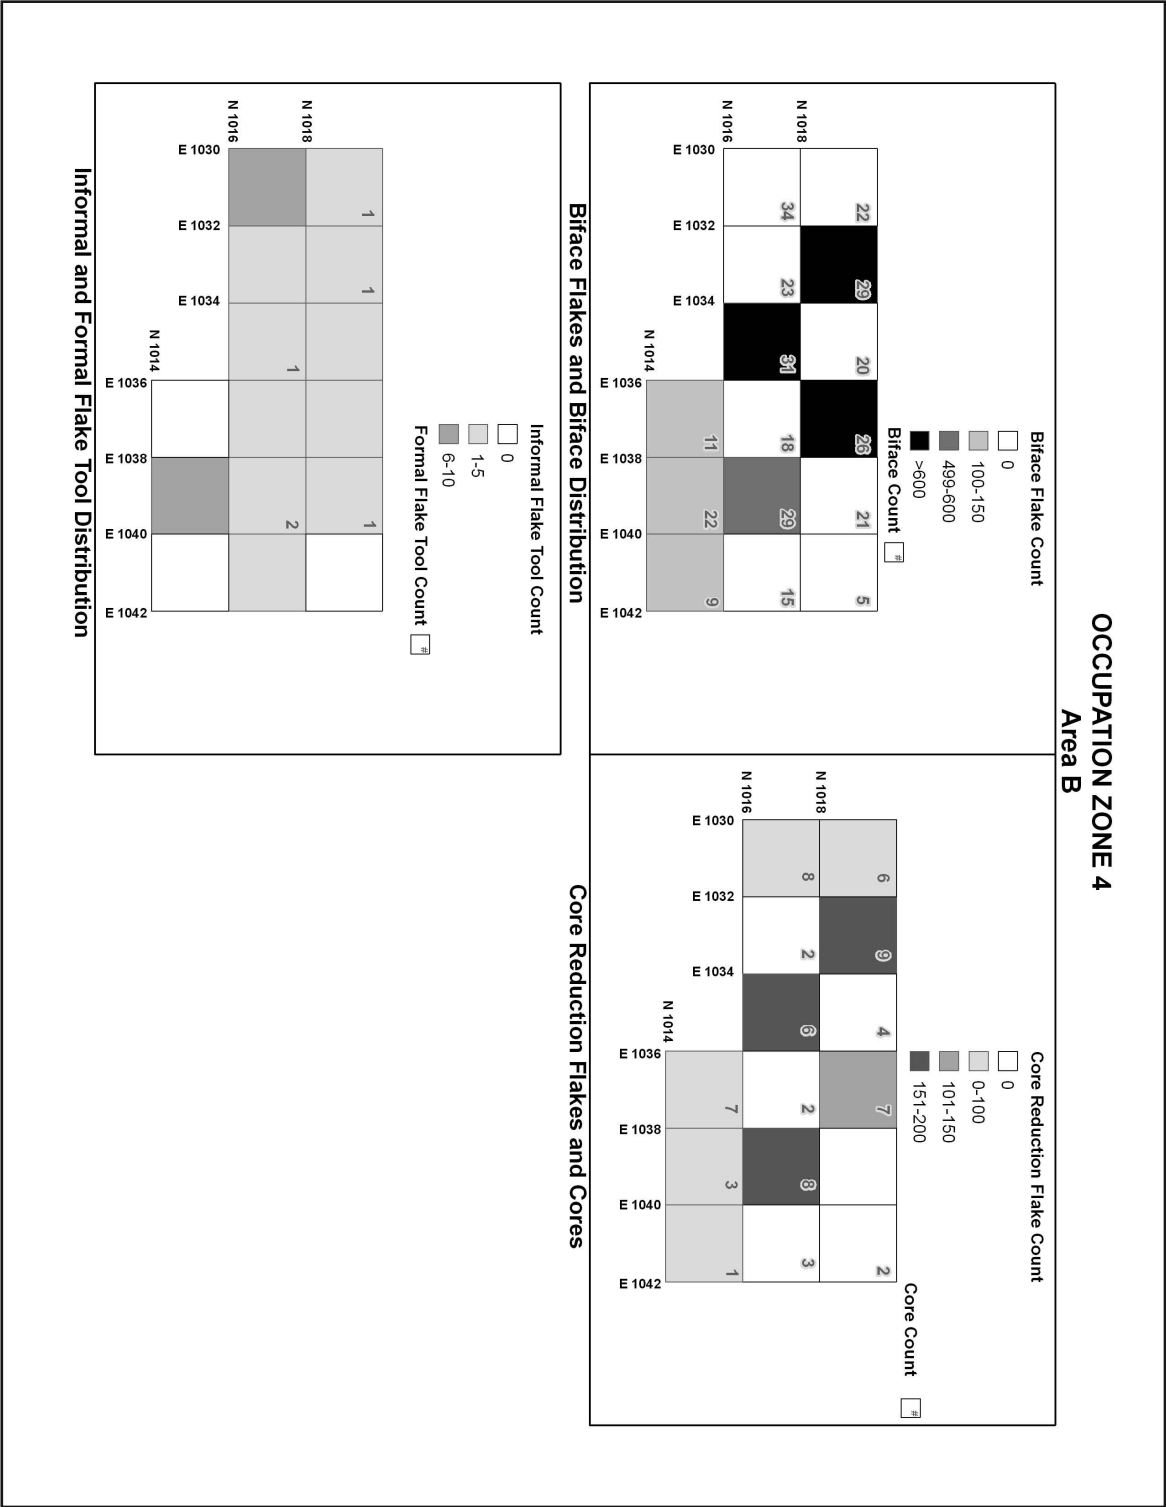 OCCUPATION ZONE 4
Area B
Biface Flake Count
0
100-150
499-600
>600
Biface Count #
N 1018
N 1016
N 1014
22 29 20 26 21 5
34 23 31 18 29 15
11 22 9
E 1030
E 1032
E 1034
E 1036
E 1038
E 1040
E 1042
Biface Flakes and Biface Distribution
Core Reduction Flake Count
0
0-100
101-150
151-200
Core Count #
N 1018
N 1016
N 1014
6 9 4 7 2
8 2 6 2 8 3
7 3 1
E 1030
E 1032
E 1034
E 1036
E 1038
E 1040
E 1042
Core Reduction Flakes and Cores
Informal Flake Tool Count
0
1-5
6-10
Formal Flake Tool Count #
N 1018
N 1016
N 1014
1 1 1
1 2
E 1030
E 1032
E 1034
E 1036
E 1038
E 1040
E 1042
Informal and Formal Flake Tool Distribution